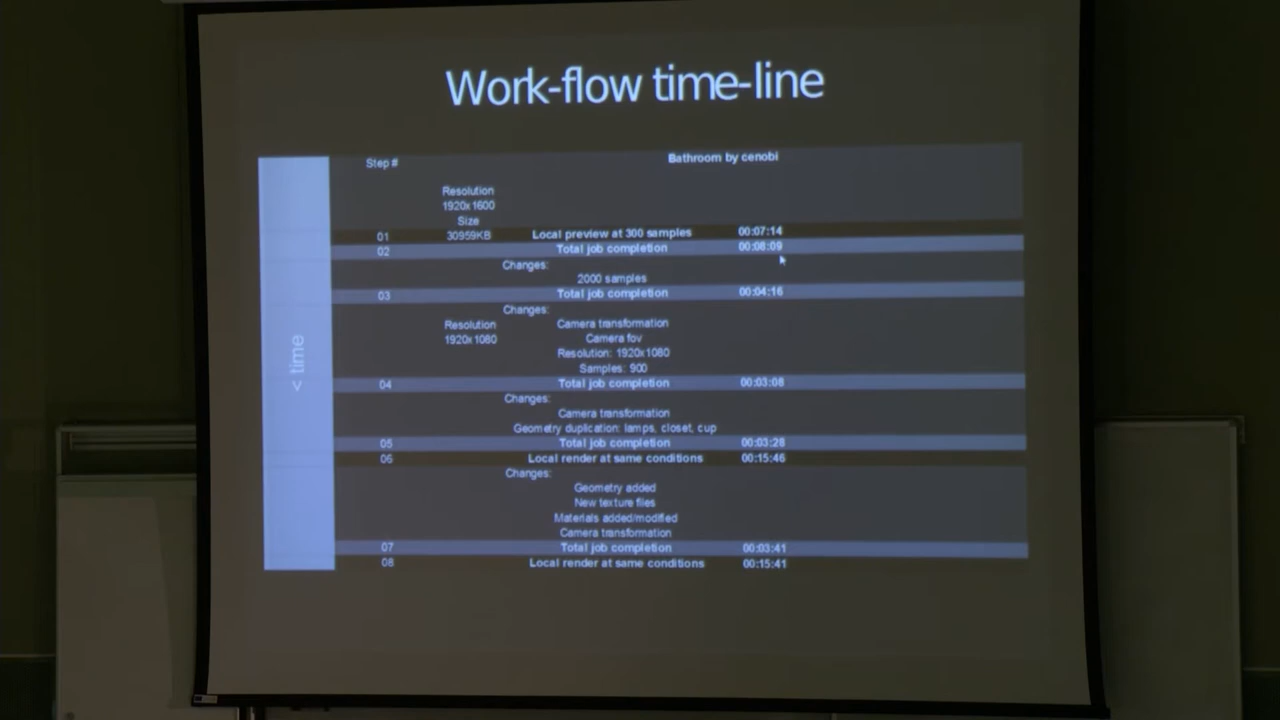 Work-flow time-line
Step # Bathroom by cenobi
Resolution
1920x1600
Size
01 30959KB Local preview at 300 samples 00:07:14
02 Total job completion 00:08:09
Changes:
2000 samples
03 Total job completion 00:04:16
Changes:
Resolution Camera transformation
1920x1080 Camera fov
Resolution: 1920x1080
Samples: 900
04 Total job completion 00:03:08
Changes:
Camera transformation
Geometry duplication: lamps, closet, cup
05 Total job completion 00:03:28
06 Local render at same conditions 00:15:46
Changes:
Geometry added
New texture files
Materials added/modified
Camera transformation
07 Total job completion 00:03:41
08 Local render at same conditions 00:15:41
< time